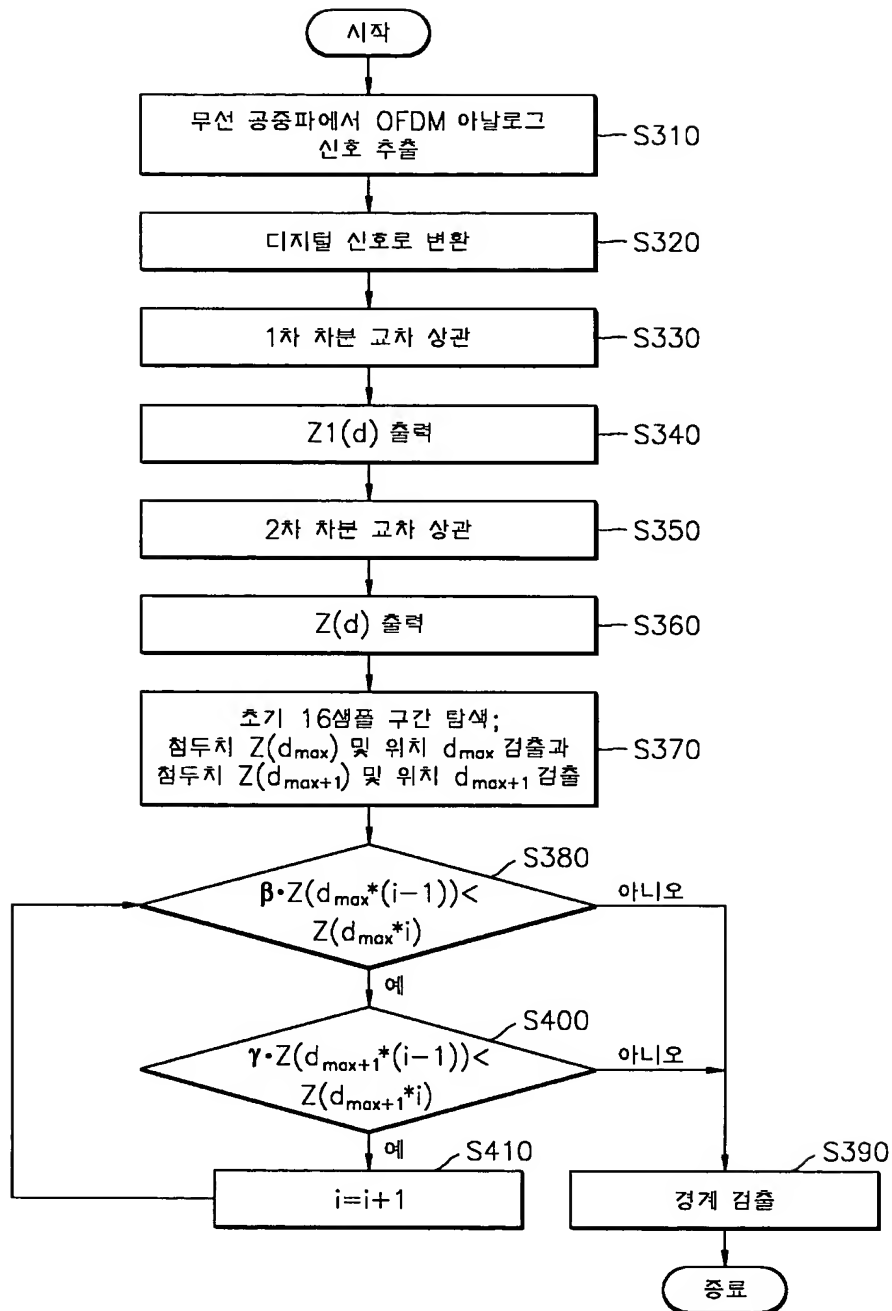 시작
무선 공중파에서 OFDM 아날로그
신호 추출
S310
디지털 신호로 변환
S320
1차 차분 교차 상관
S330
Z1(d) 출력
S340
2차 차분 교차 상관
S350
Z(d) 출력
S360
초기 16샘플 구간 탐색;
첨두치 Z(dmax) 및 위치 dmax 검출과
첨두치 Z(dmax+1) 및 위치 dmax+1 검출
S370
S380
β•Z(dmax*(i-1))<
Z(dmax*i)
아니오
예
S400
γ•Z(dmax+1*(i-1))<
Z(dmax+1*i)
아니오
예
S410
i=i+1
S390
경계 검출
종료